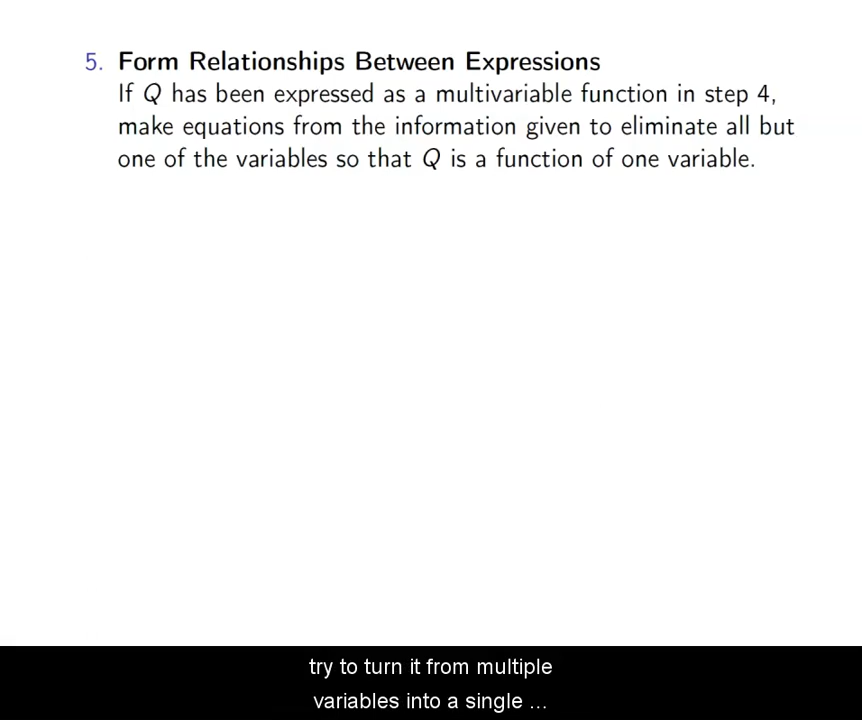 5. Form Relationships Between Expressions
If Q has been expressed as a multivariable function in step 4,
make equations from the information given to eliminate all but
one of the variables so that Q is a function of one variable.
try to turn it from multiple
variables into a single ...